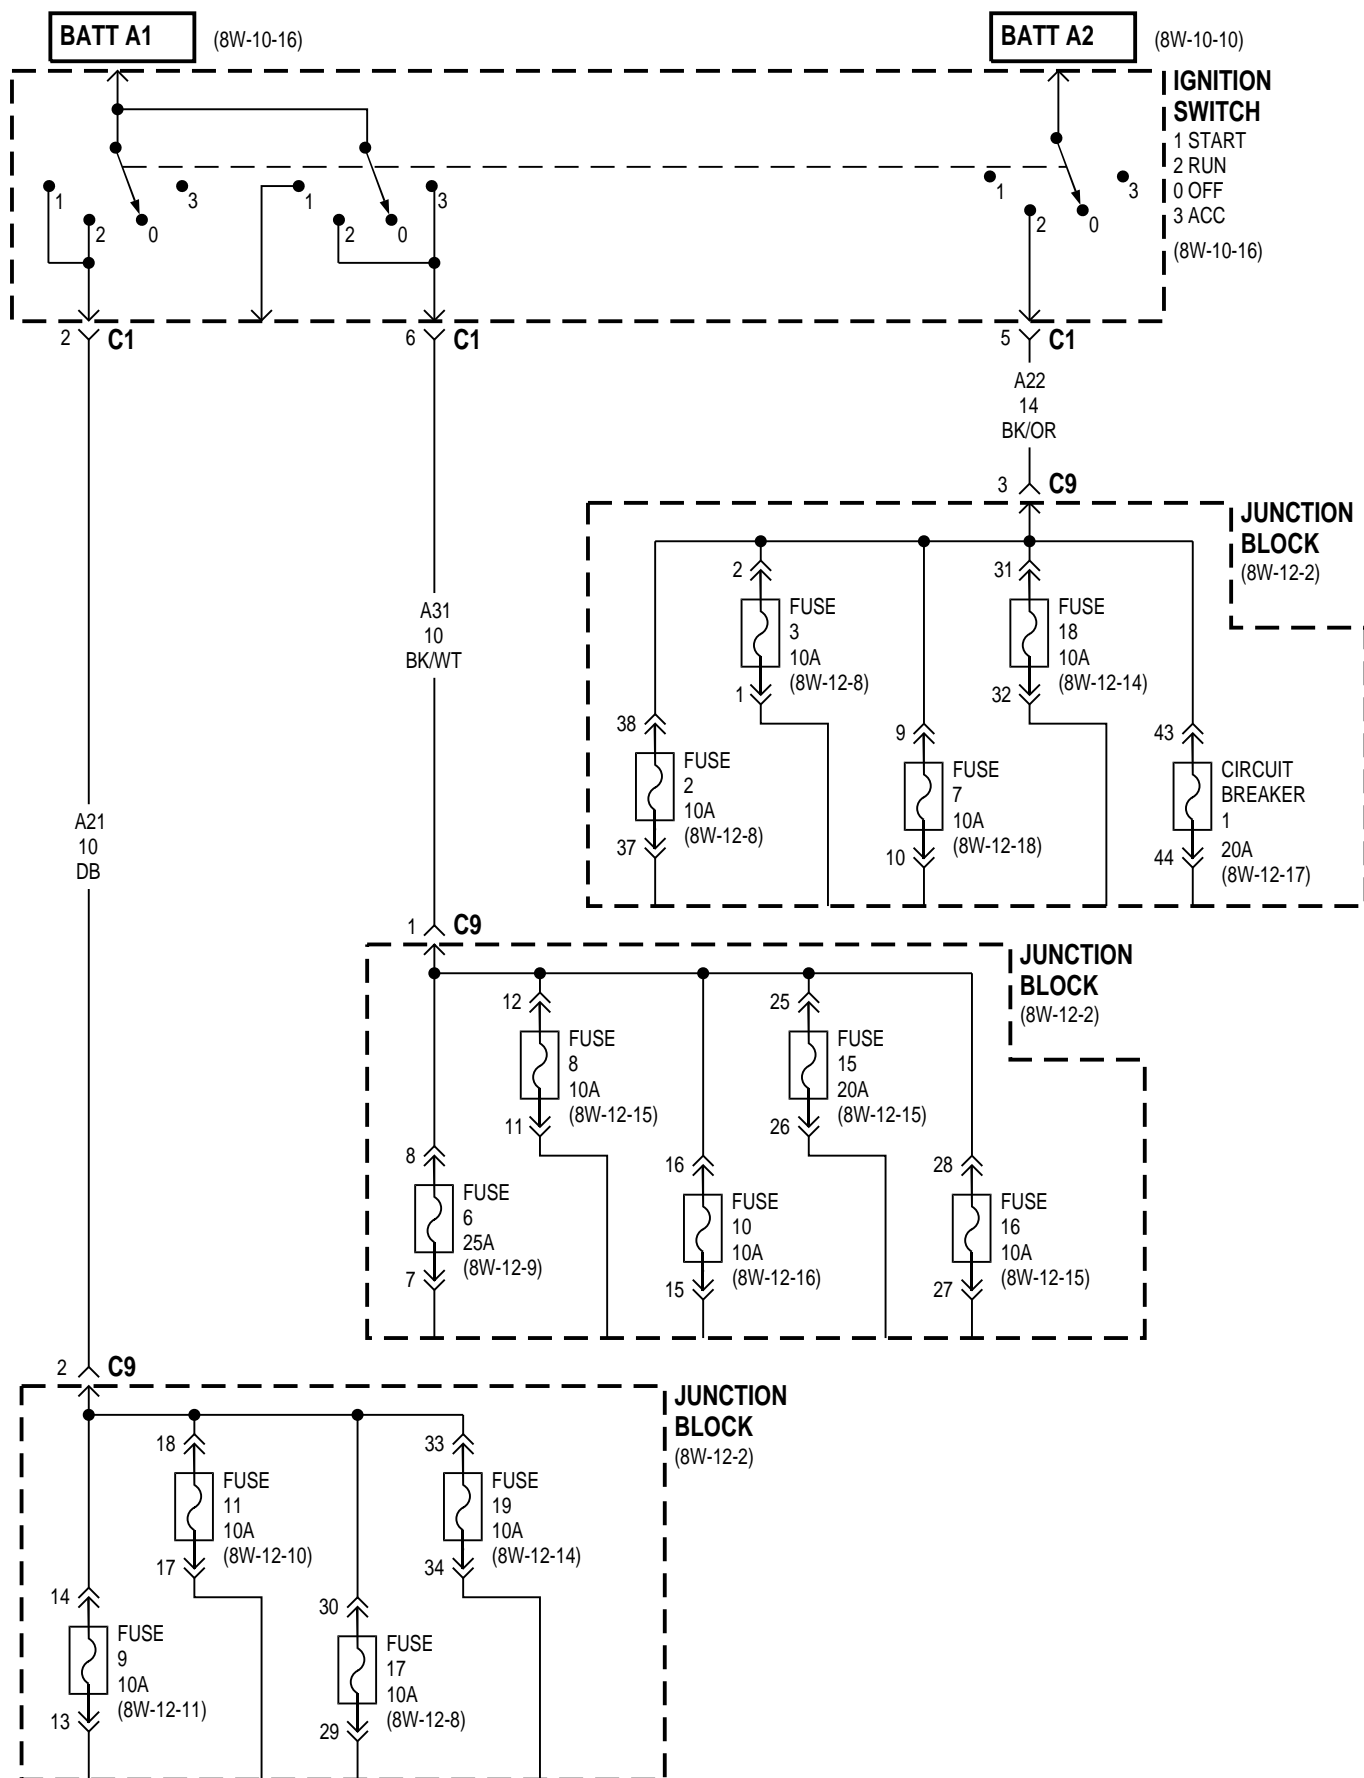 BATT A1
(8W-10-16)
BATT A2
(8W-10-10)
IGNITION
SWITCH
1 START
2 RUN
0 OFF
3 ACC
(8W-10-16)
1
2
0
3
1
2
0
3
1
2
0
3
2
C1
6
C1
5
C1
A22
14
BK/OR
3
C9
JUNCTION
BLOCK
(8W-12-2)
2
FUSE
3
10A
(8W-12-8)
1
31
FUSE
18
10A
(8W-12-14)
32
38
FUSE
2
10A
(8W-12-8)
37
9
FUSE
7
10A
(8W-12-18)
10
43
CIRCUIT
BREAKER
1
20A
(8W-12-17)
44
A31
10
BK/WT
A21
10
DB
1
C9
JUNCTION
BLOCK
(8W-12-2)
12
FUSE
8
10A
(8W-12-15)
11
25
FUSE
15
20A
(8W-12-15)
26
8
FUSE
6
25A
(8W-12-9)
7
16
FUSE
10
10A
(8W-12-16)
15
28
FUSE
16
10A
(8W-12-15)
27
2
C9
JUNCTION
BLOCK
(8W-12-2)
18
FUSE
11
10A
(8W-12-10)
17
33
FUSE
19
10A
(8W-12-14)
34
14
FUSE
9
10A
(8W-12-11)
13
30
FUSE
17
10A
(8W-12-8)
29